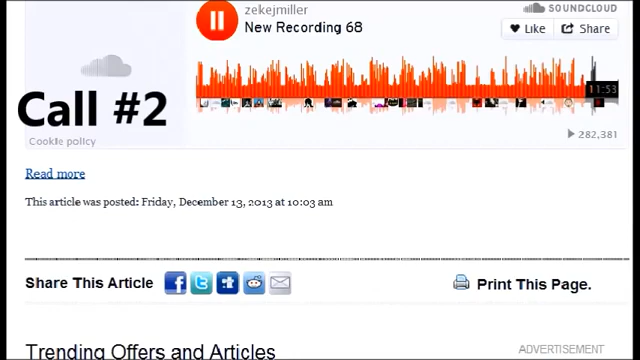 zekejmiller
SOUNDCLOUD
New Recording 68
Like
Share
11:53
Call #2
Cookie policy
282,381
Read more
This article was posted: Friday, December 13, 2013 at 10:03 am
Share This Article
Print This Page.
Trending Offers and Articles
ADVERTISEMENT